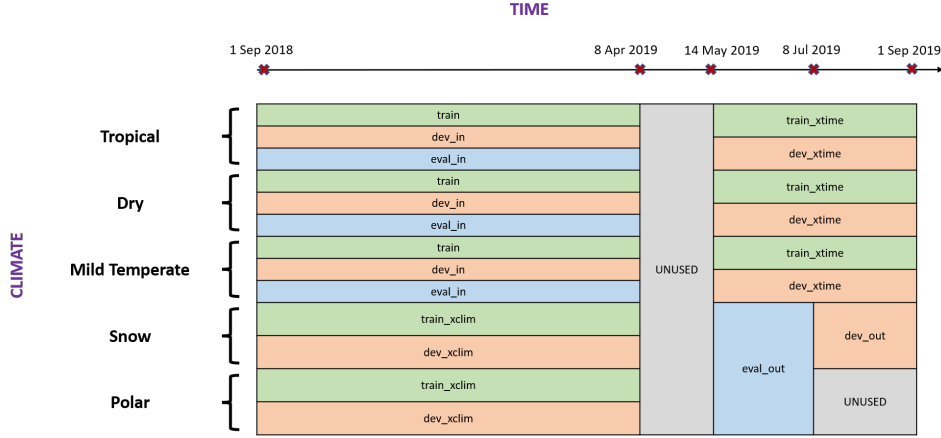 TIME
1 Sep 2018 8 Apr 2019 14 May 2019 8 Jul 2019 1 Sep 2019
CLIMATE
Tropical
train
dev_in
eval_in
train_xtime
dev_xtime
Dry
train
dev_in
eval_in
train_xtime
dev_xtime
Mild Temperate
train
dev_in
eval_in
UNUSED
train_xtime
dev_xtime
Snow
train_xclim
dev_xclim
eval_out
dev_out
Polar
train_xclim
dev_xclim
UNUSED